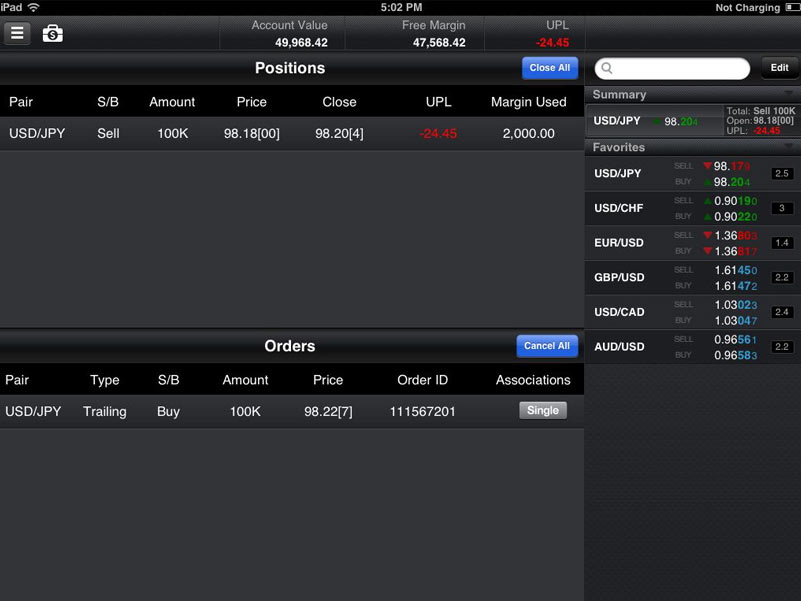 iPad 5:02 PM Not Charging
Account Value Free Margin UPL
49,968.42 47,568.42 -24.45
Positions Close All
Pair S/B Amount Price Close UPL Margin Used
USD/JPY Sell 100K 98.18[00] 98.20[4] -24.45 2,000.00
Orders Cancel All
Pair Type S/B Amount Price Order ID Associations
USD/JPY Trailing Buy 100K 98.22[7] 111567201 Single
Edit
Summary
USD/JPY 98.204
Total: Sell 100K
Open: 98.18[00]
UPL: -24.45
Favorites
USD/JPY SELL 98.179 2.5
BUY 98.204
USD/CHF SELL 0.90190 3
BUY 0.90220
EUR/USD SELL 1.36803 1.4
BUY 1.36817
GBP/USD SELL 1.61450 2.2
BUY 1.61472
USD/CAD SELL 1.03023 2.4
BUY 1.03047
AUD/USD SELL 0.96561 2.2
BUY 0.96583